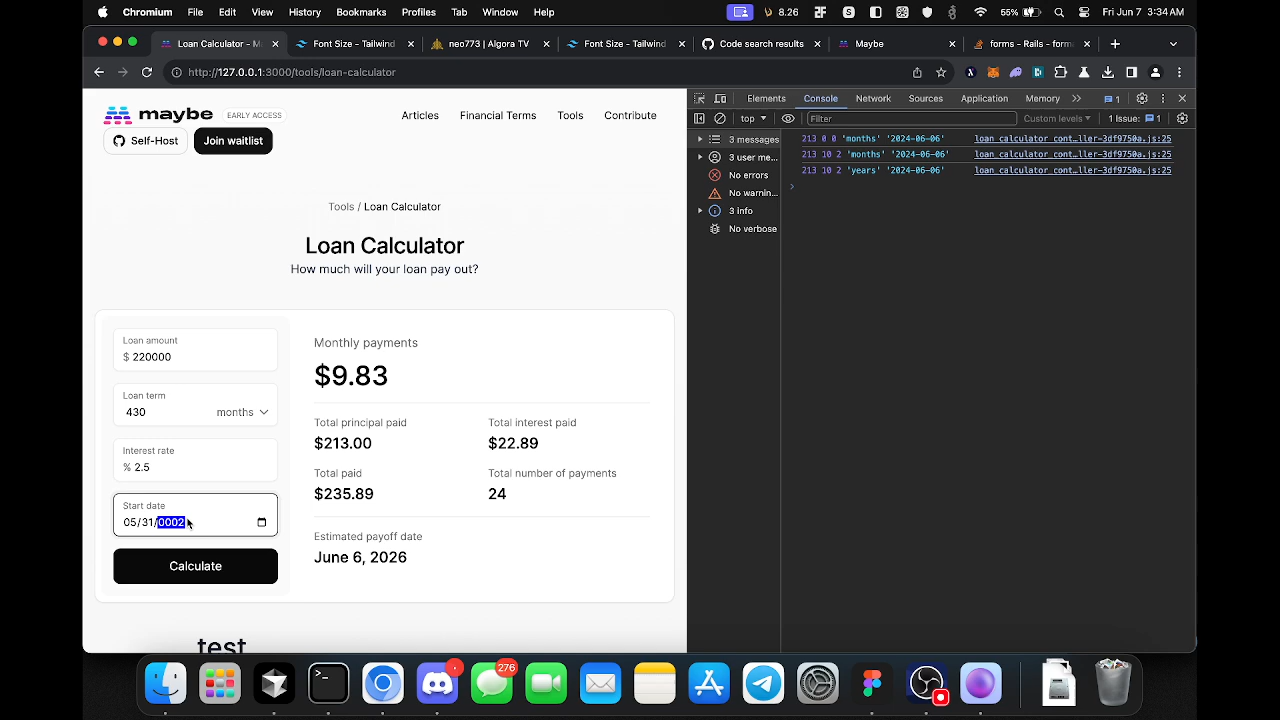 Chromium File Edit View History Bookmarks Profiles Tab Window Help 8.26 55% Fri Jun 7 3:34 AM
Loan Calculator - M Font Size - Tailwind neo773 | Algora TV Font Size - Tailwind Code search results Maybe forms - Rails - form
http://127.0.0.1:3000/tools/loan-calculator
maybe EARLY ACCESS Articles Financial Terms Tools Contribute
Self-Host Join waitlist
Tools / Loan Calculator
Loan Calculator
How much will your loan pay out?
Loan amount
$ 220000
Loan term
430 months
Interest rate
% 2.5
Start date
05/31/0002
Calculate
Monthly payments
$9.83
Total principal paid Total interest paid
$213.00 $22.89
Total paid Total number of payments
$235.89 24
Estimated payoff date
June 6, 2026
test
Elements Console Network Sources Application Memory 1
top Filter Custom levels 1 Issue: 1
3 messages
3 user me...
No errors
No warnin...
3 info
No verbose
213 0 0 'months' '2024-06-06' loan_calculator_cont…ller-3df9750a.js:25
213 10 2 'months' '2024-06-06' loan_calculator_cont…ller-3df9750a.js:25
213 10 2 'years' '2024-06-06' loan_calculator_cont…ller-3df9750a.js:25
276